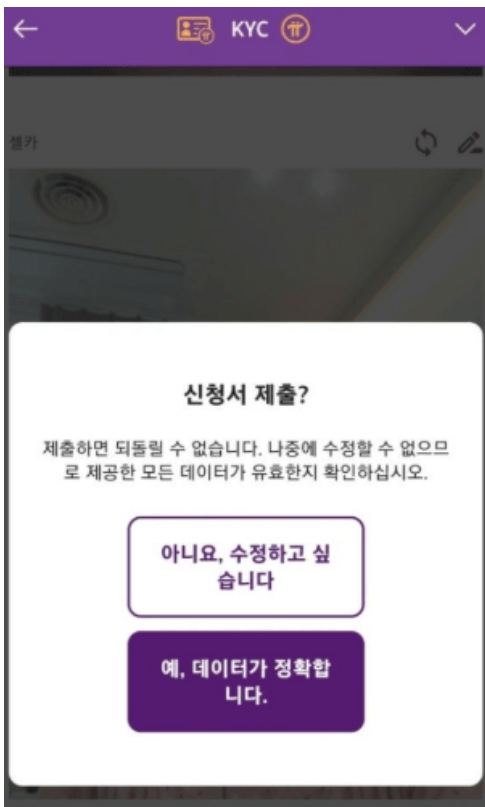 KYC
셀카
신청서 제출?
제출하면 되돌릴 수 없습니다. 나중에 수정할 수 없으므
로 제공한 모든 데이터가 유효한지 확인하십시오.
아니요, 수정하고 싶
습니다
예, 데이터가 정확합
니다.